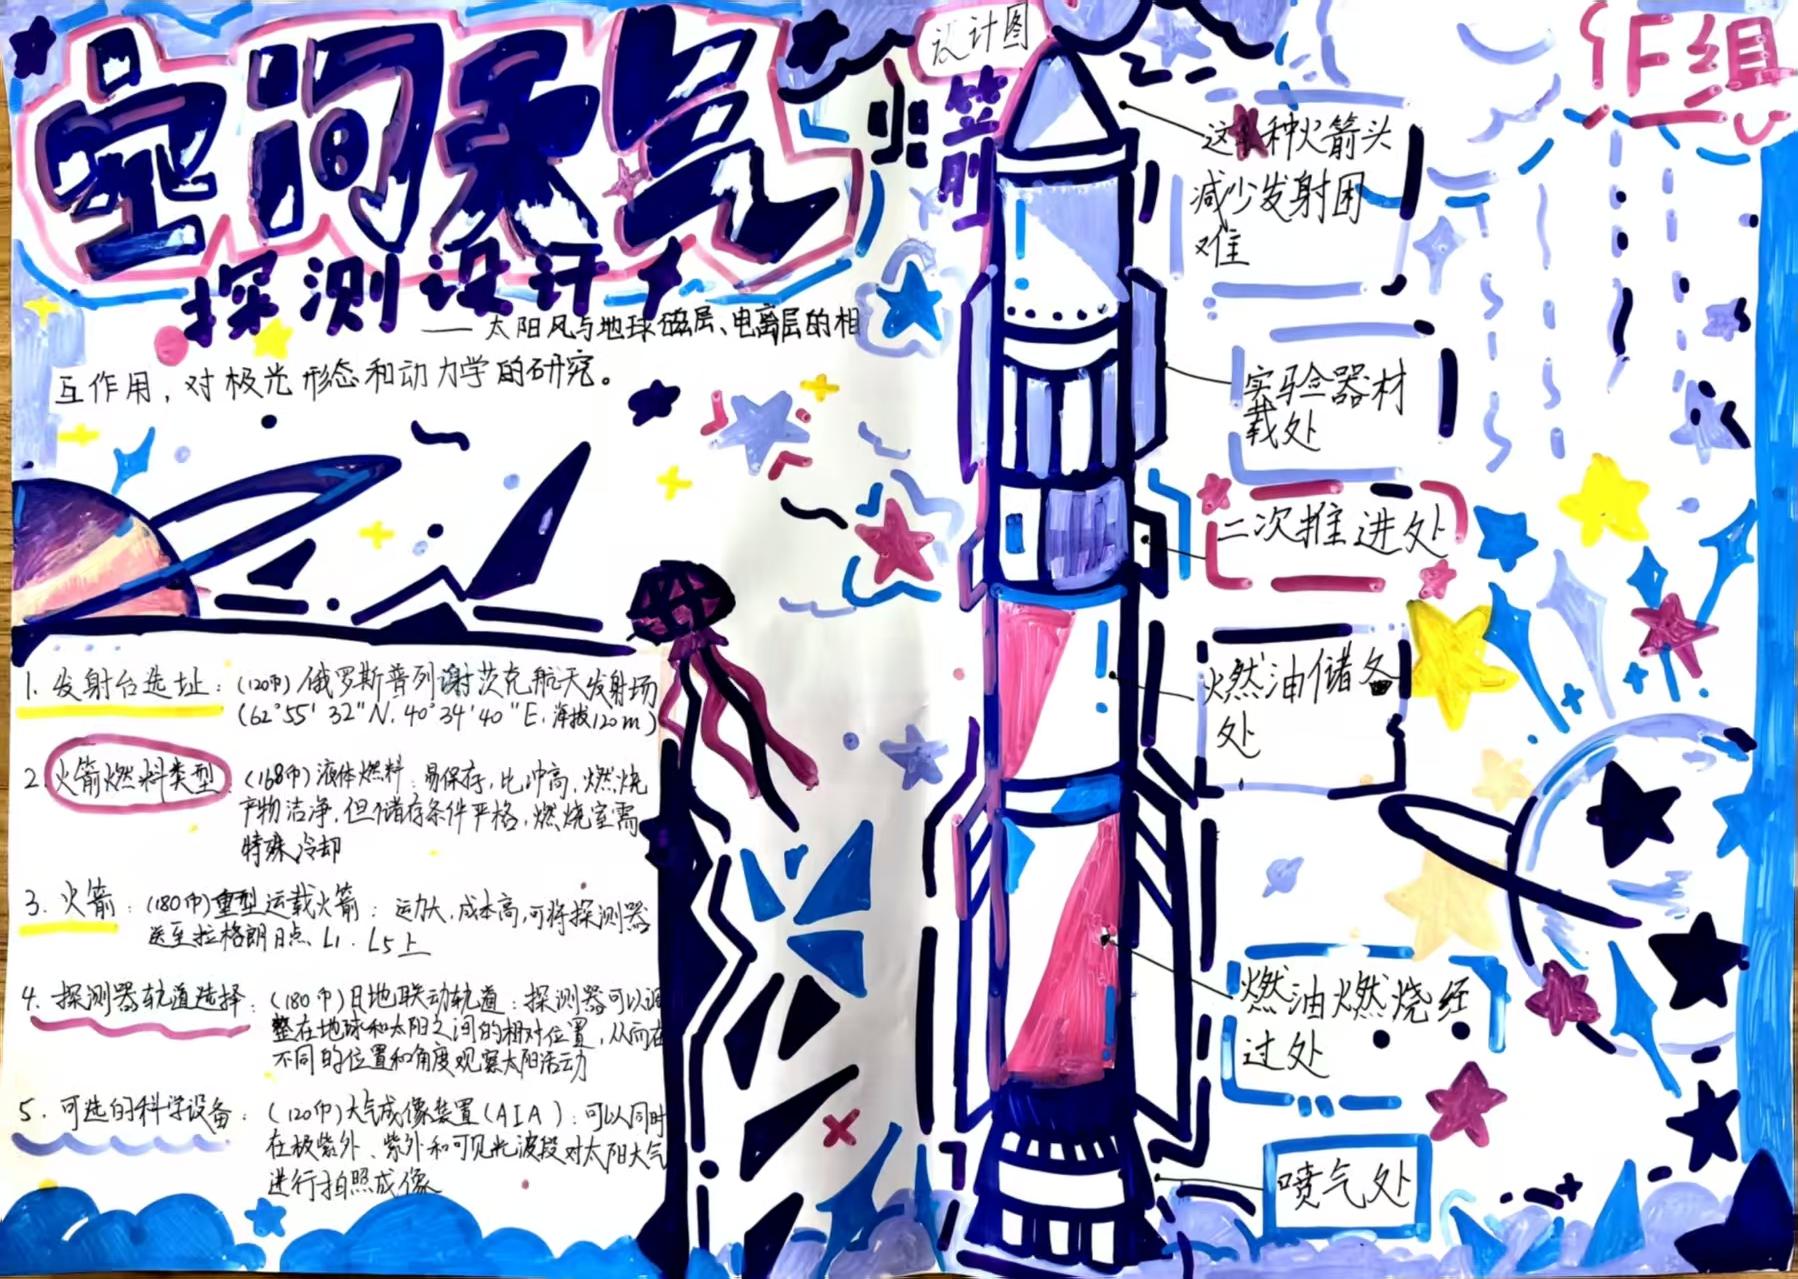 空间天气
探测设计
—— 太阳风与地球磁层、电离层的相
互作用，对极光形态和动力学的研究。
1. 发射台选址：(120币) 俄罗斯普列谢茨克航天发射场
(62°55′32″N, 40°34′40″E, 海拔120m)
2. 火箭燃料类型：(168币) 液体燃料：易保存，比冲高，燃烧
产物洁净，但储存条件严格，燃烧室需
特殊冷却
3. 火箭：(180币) 重型运载火箭：运力大，成本高，可将探测器
送至拉格朗日点 L1、L5上
4. 探测器轨道选择：(180币) 日地联动轨道：探测器可以调
整在地球和太阳之间的相对位置，从而在
不同的位置和角度观察太阳活动
5. 可选的科学设备：(120币) 大气成像装置 (AIA)：可以同时
在极紫外、紫外和可见光波段对太阳大气
进行拍照成像
设计图
小箭
作组
这种火箭头
减少发射困
难
实验器材
载处
二次推进处
燃油储备
处
燃油燃烧经
过处
喷气处